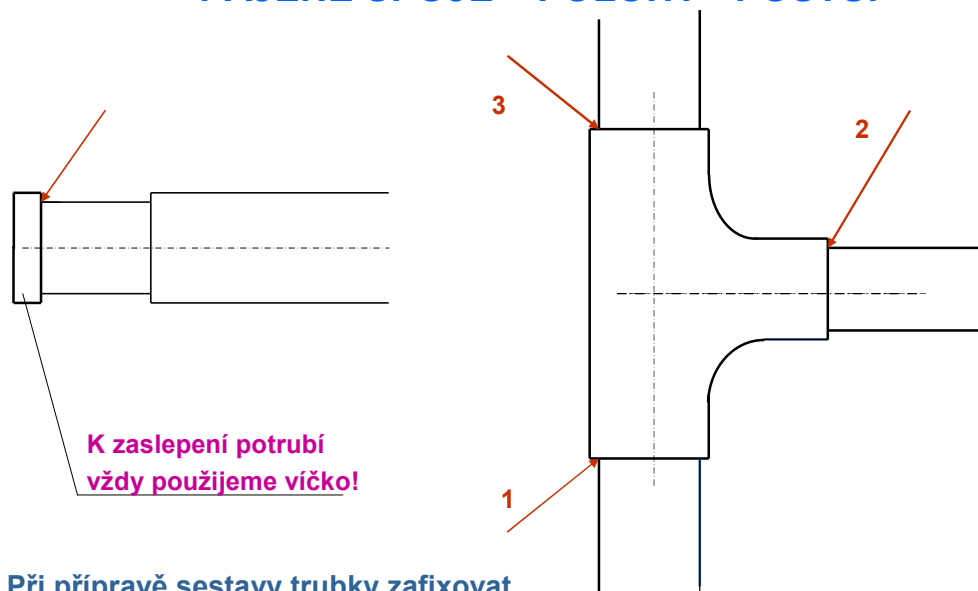 3
2
K zaslepení potrubí
vždy použijeme víčko!
1
Při přípravě sestavy trubky zafixovat